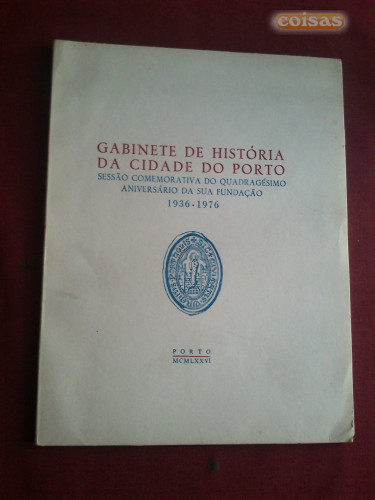 coisas
GABINETE DE HISTÓRIA
DA CIDADE DO PORTO
SESSÃO COMEMORATIVA DO QUADRAGÉSIMO
ANIVERSÁRIO DA SUA FUNDAÇÃO
1936-1976
PORTO
MCMLXXVI